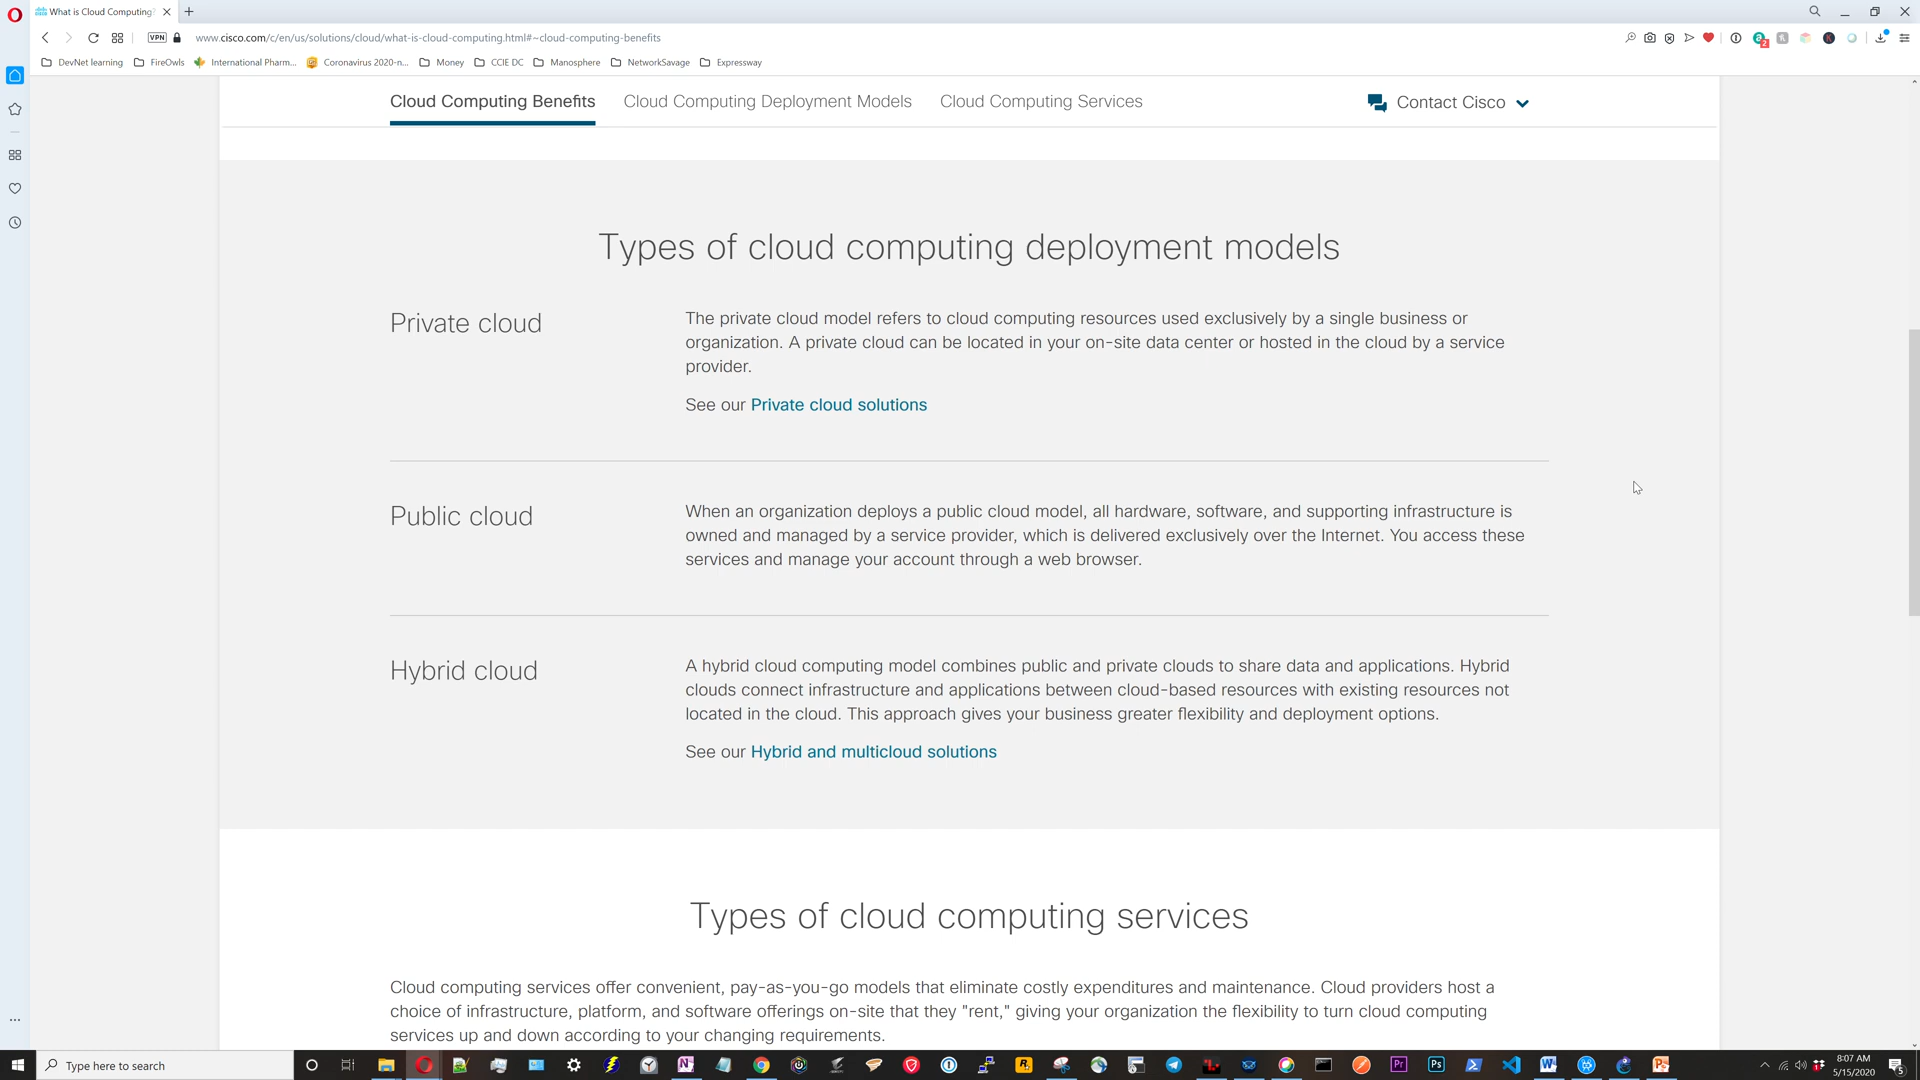 What is Cloud Computing?
VPN
www.cisco.com/c/en/us/solutions/cloud/what-is-cloud-computing.html#~cloud-computing-benefits
DevNet learning FireOwls International Pharm... Coronavirus 2020-n... Money CCIE DC Manosphere NetworkSavage Expressway
Cloud Computing Benefits Cloud Computing Deployment Models Cloud Computing Services Contact Cisco
Types of cloud computing deployment models
Private cloud
The private cloud model refers to cloud computing resources used exclusively by a single business or
organization. A private cloud can be located in your on-site data center or hosted in the cloud by a service
provider.
See our Private cloud solutions
Public cloud
When an organization deploys a public cloud model, all hardware, software, and supporting infrastructure is
owned and managed by a service provider, which is delivered exclusively over the Internet. You access these
services and manage your account through a web browser.
Hybrid cloud
A hybrid cloud computing model combines public and private clouds to share data and applications. Hybrid
clouds connect infrastructure and applications between cloud-based resources with existing resources not
located in the cloud. This approach gives your business greater flexibility and deployment options.
See our Hybrid and multicloud solutions
Types of cloud computing services
Cloud computing services offer convenient, pay-as-you-go models that eliminate costly expenditures and maintenance. Cloud providers host a
choice of infrastructure, platform, and software offerings on-site that they "rent," giving your organization the flexibility to turn cloud computing
services up and down according to your changing requirements.
Type here to search
8:07 AM
5/15/2020